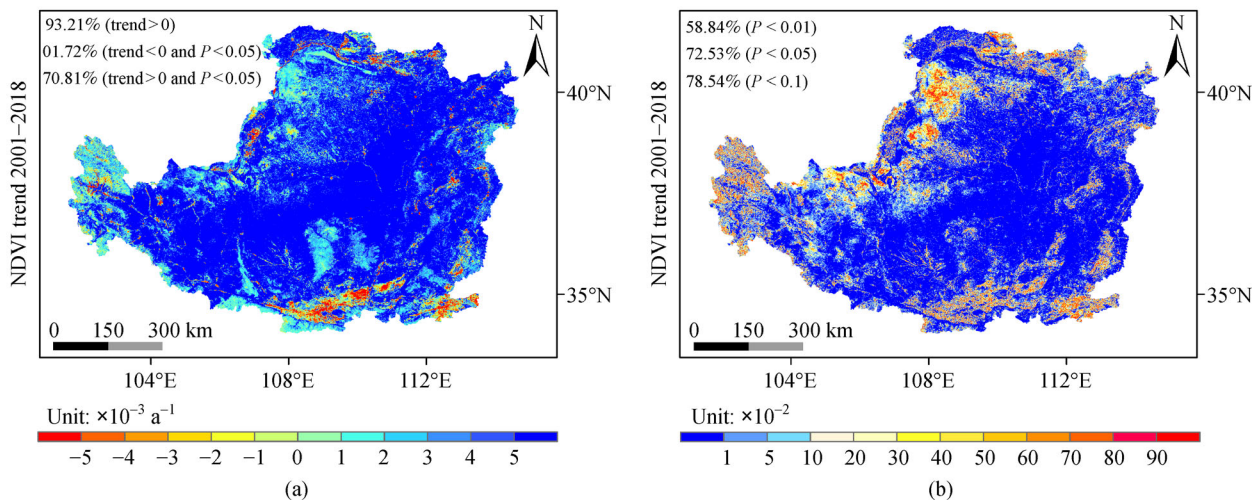 93.21% (trend>0)
01.72% (trend<0 and P<0.05)
70.81% (trend>0 and P<0.05)
N
NDVI trend 2001−2018
40°N
35°N
0 150 300 km
104°E 108°E 112°E
Unit: ×10⁻³ a⁻¹
−5 −4 −3 −2 −1 0 1 2 3 4 5
(a)
58.84% (P<0.01)
72.53% (P<0.05)
78.54% (P<0.1)
N
NDVI trend 2001−2018
40°N
35°N
0 150 300 km
104°E 108°E 112°E
Unit: ×10⁻²
1 5 10 20 30 40 50 60 70 80 90
(b)